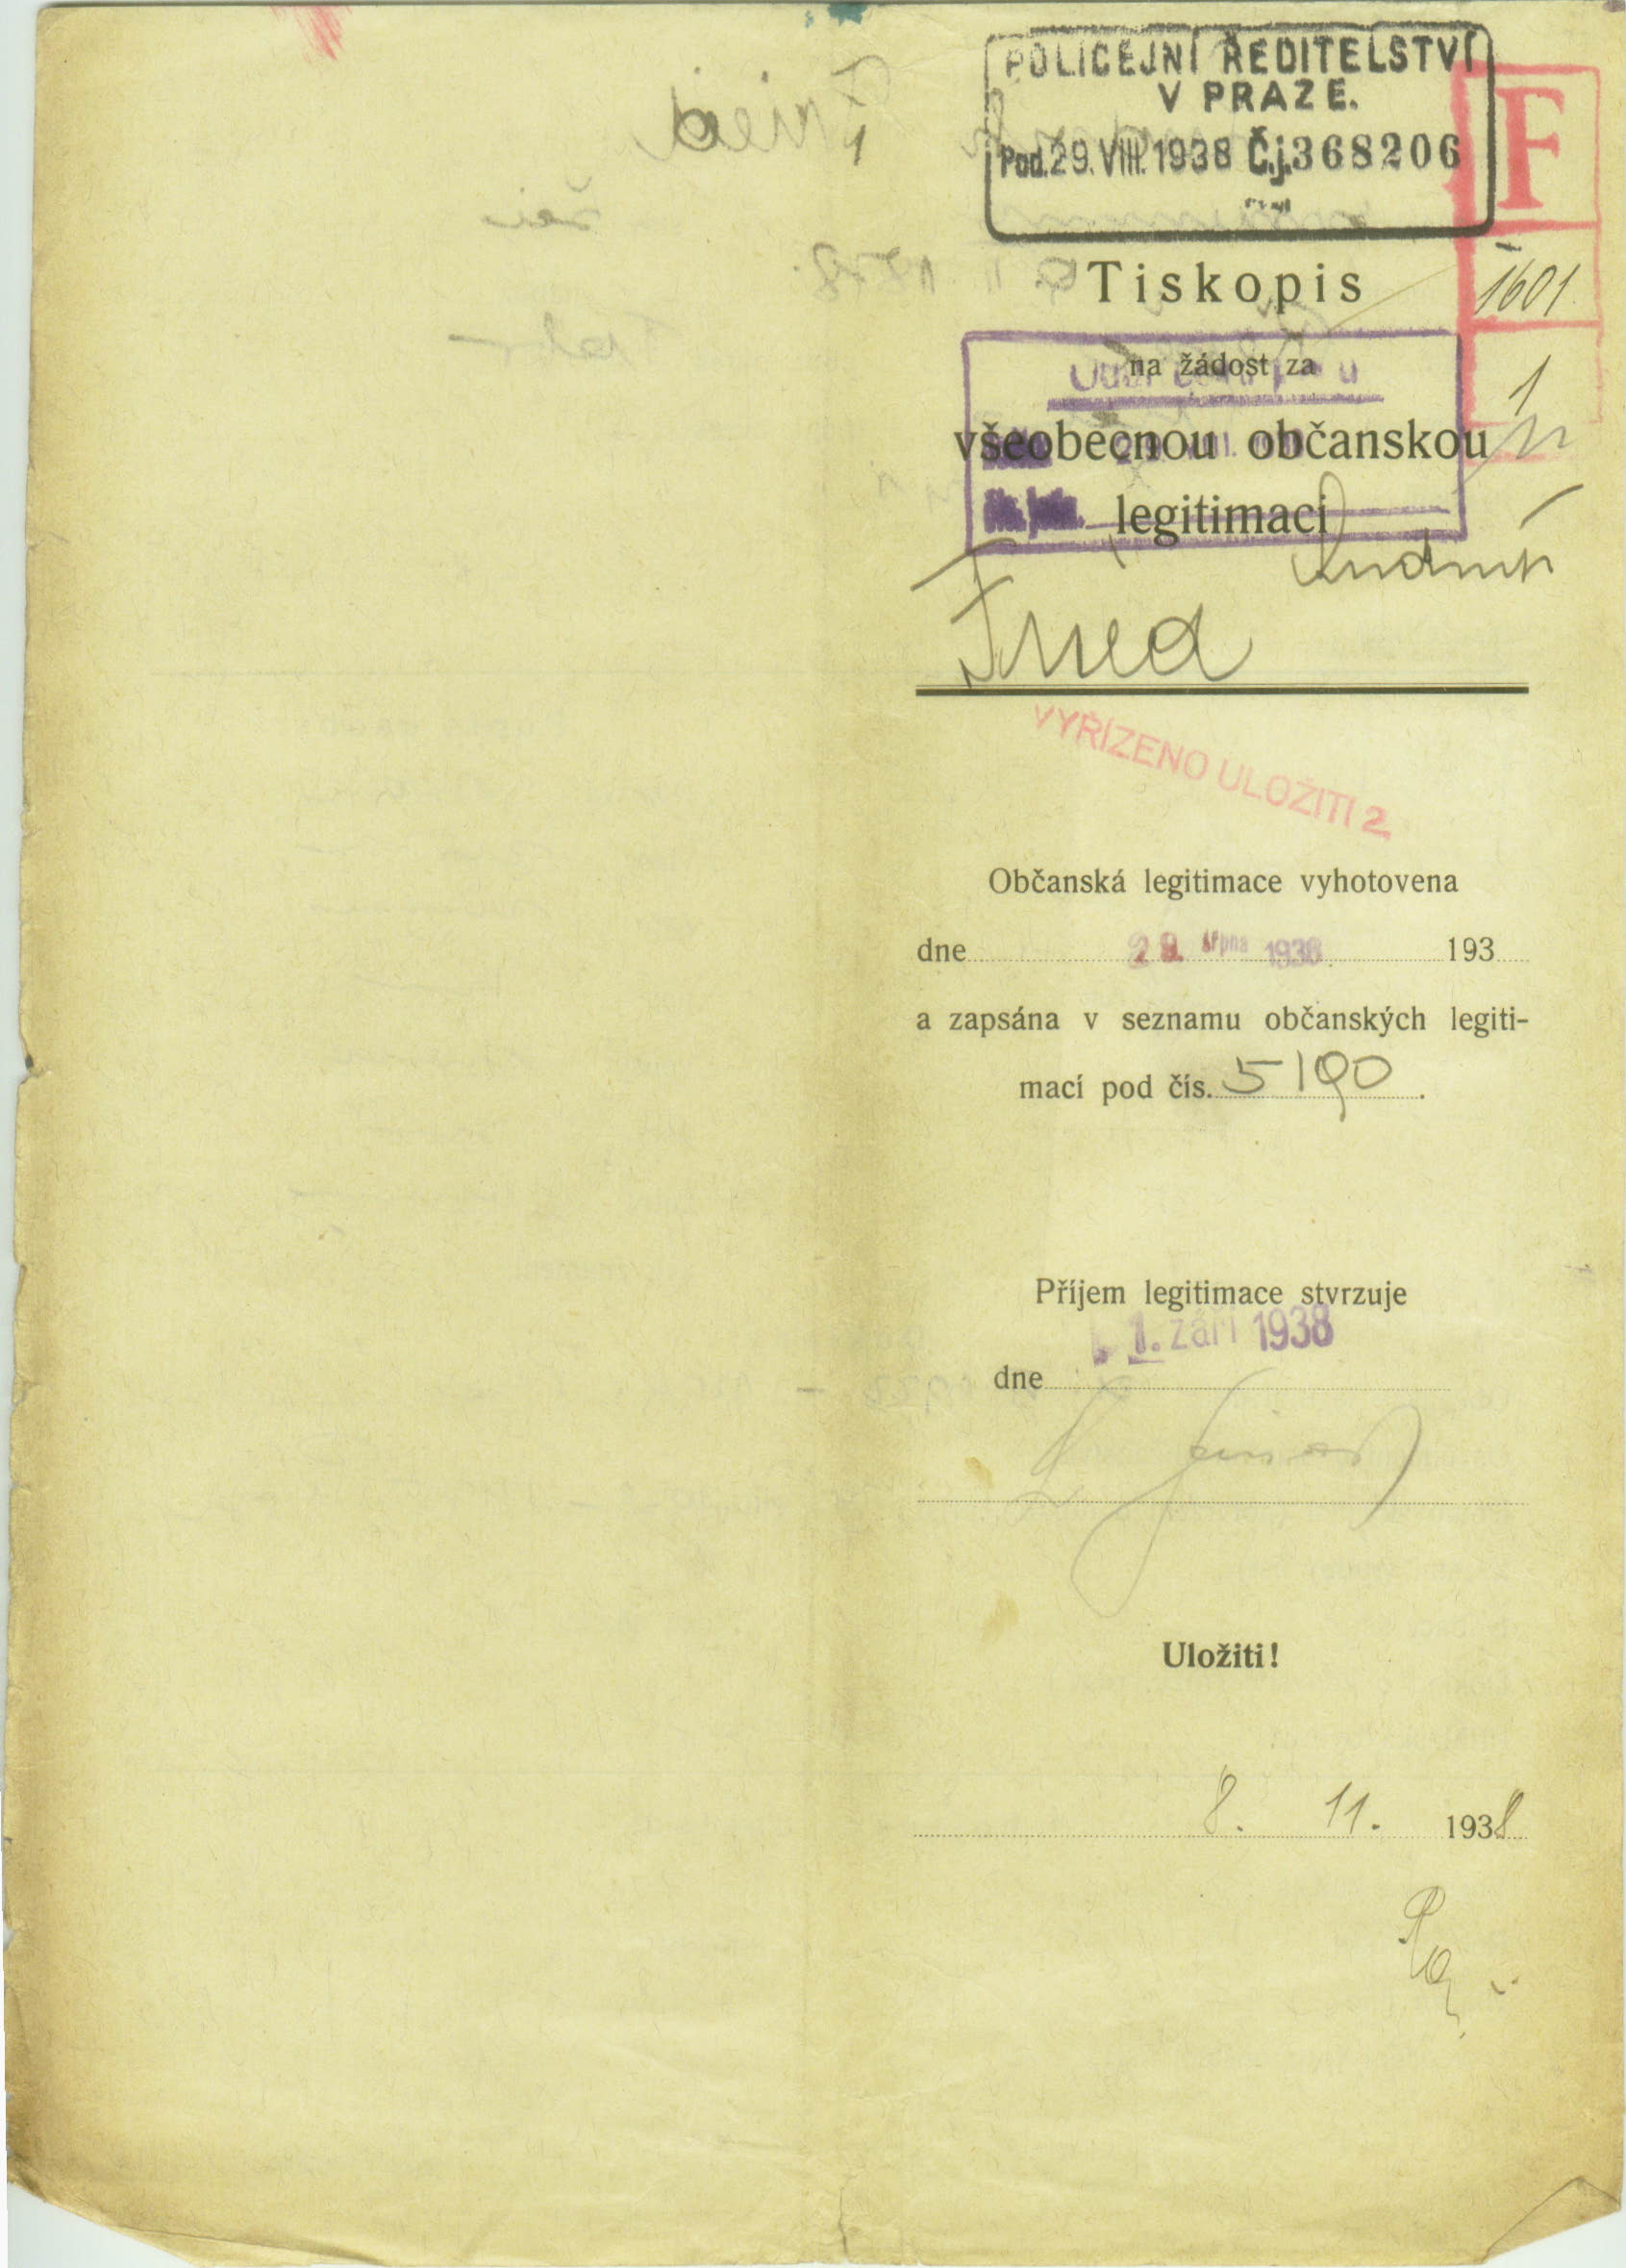 POLICEJNÍ ŘEDITELSTVÍ
V PRAZE.
Pod. 29. VIII. 1938 Č.j. 368206
F
1601
1
Tiskopis
na žádost za
všeobecnou občanskou
legitimaci
VYŘÍZENO ULOŽITI 2
Občanská legitimace vyhotovena
dne 29. srpna 1938 193
a zapsána v seznamu občanských legiti-
mací pod čís. 5190.
Příjem legitimace stvrzuje
1. září 1938
dne
Uložiti!
8. 11. 1938